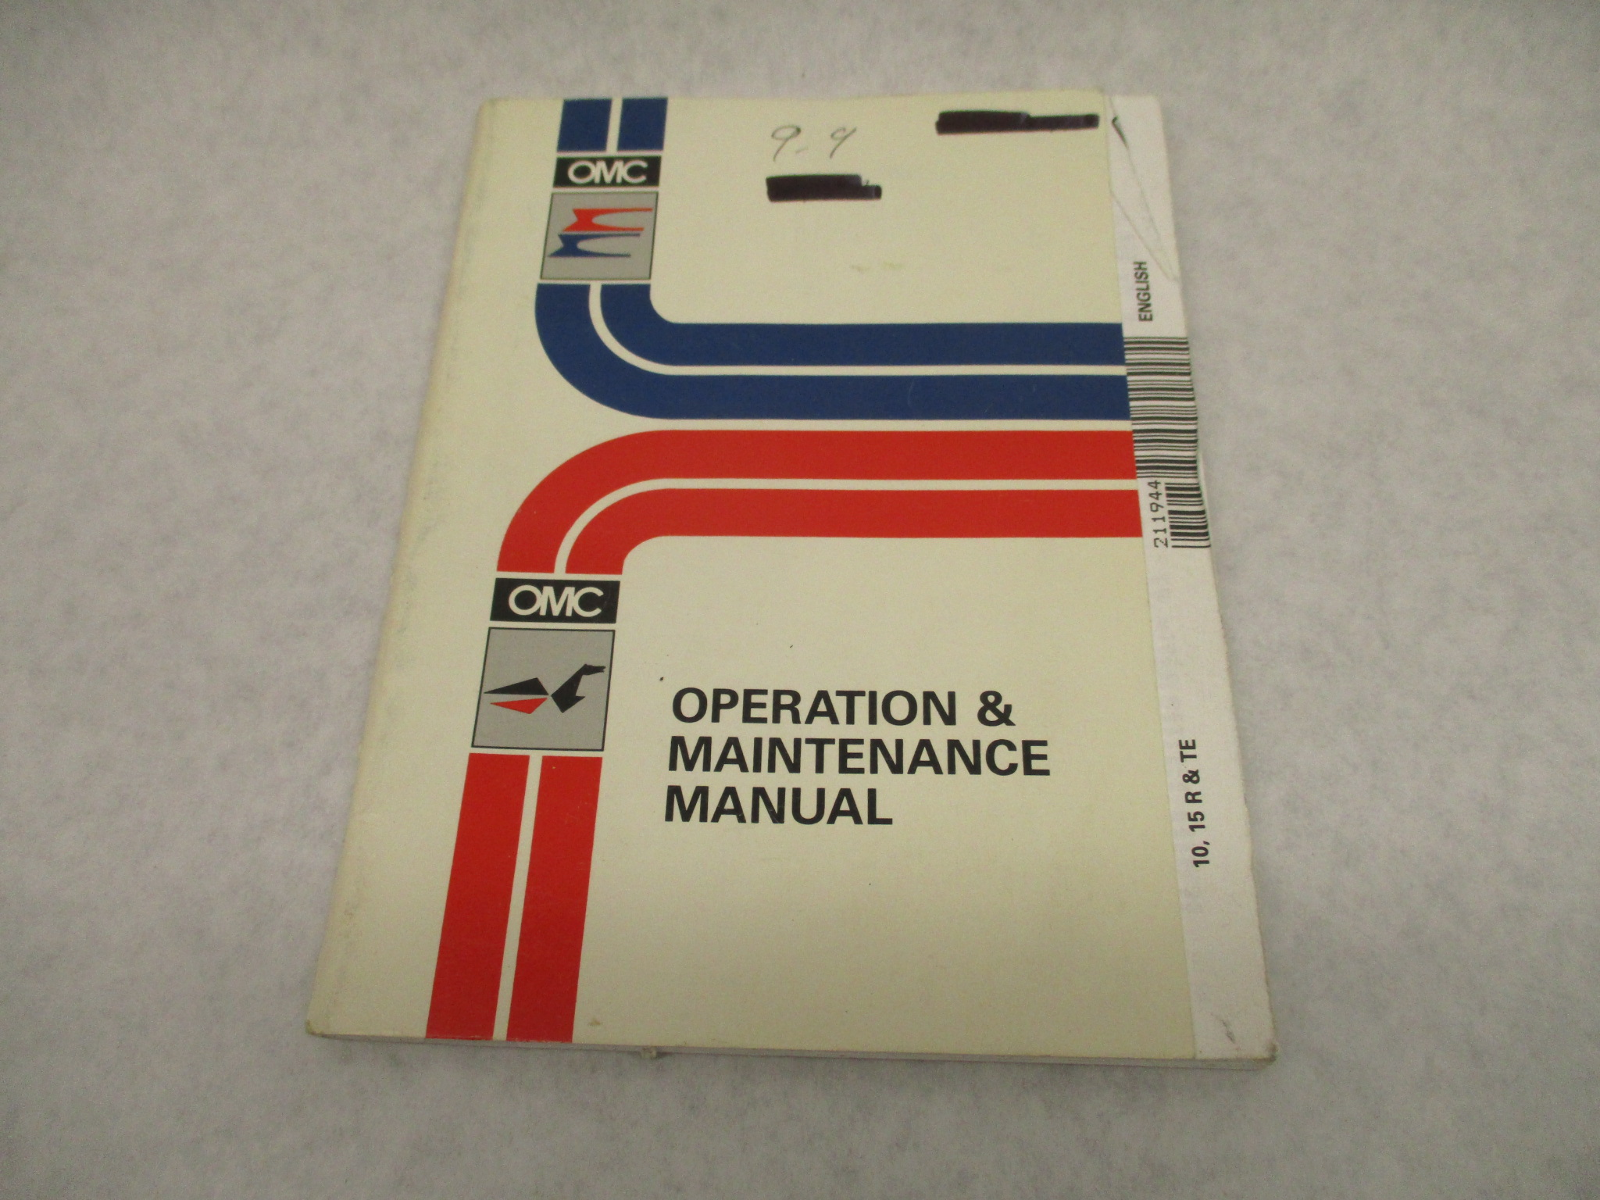 9.9
OMC
ENGLISH
211944
OMC
OPERATION &
MAINTENANCE
MANUAL
10, 15 R & TE